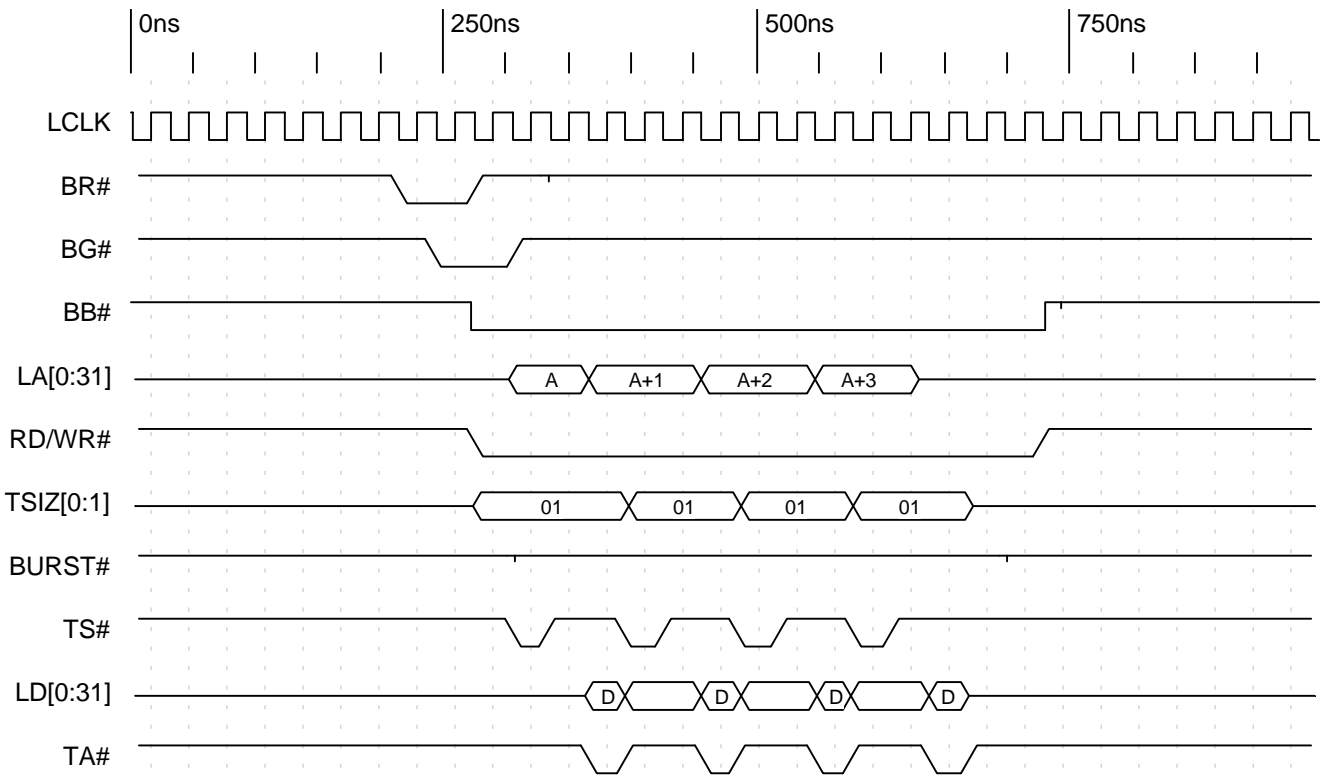 0ns 250ns 500ns 750ns
LCLK
BR#
BG#
BB#
LA[0:31] A A+1 A+2 A+3
RD/WR#
TSIZ[0:1] 01 01 01 01
BURST#
TS#
LD[0:31] D D D D
TA#